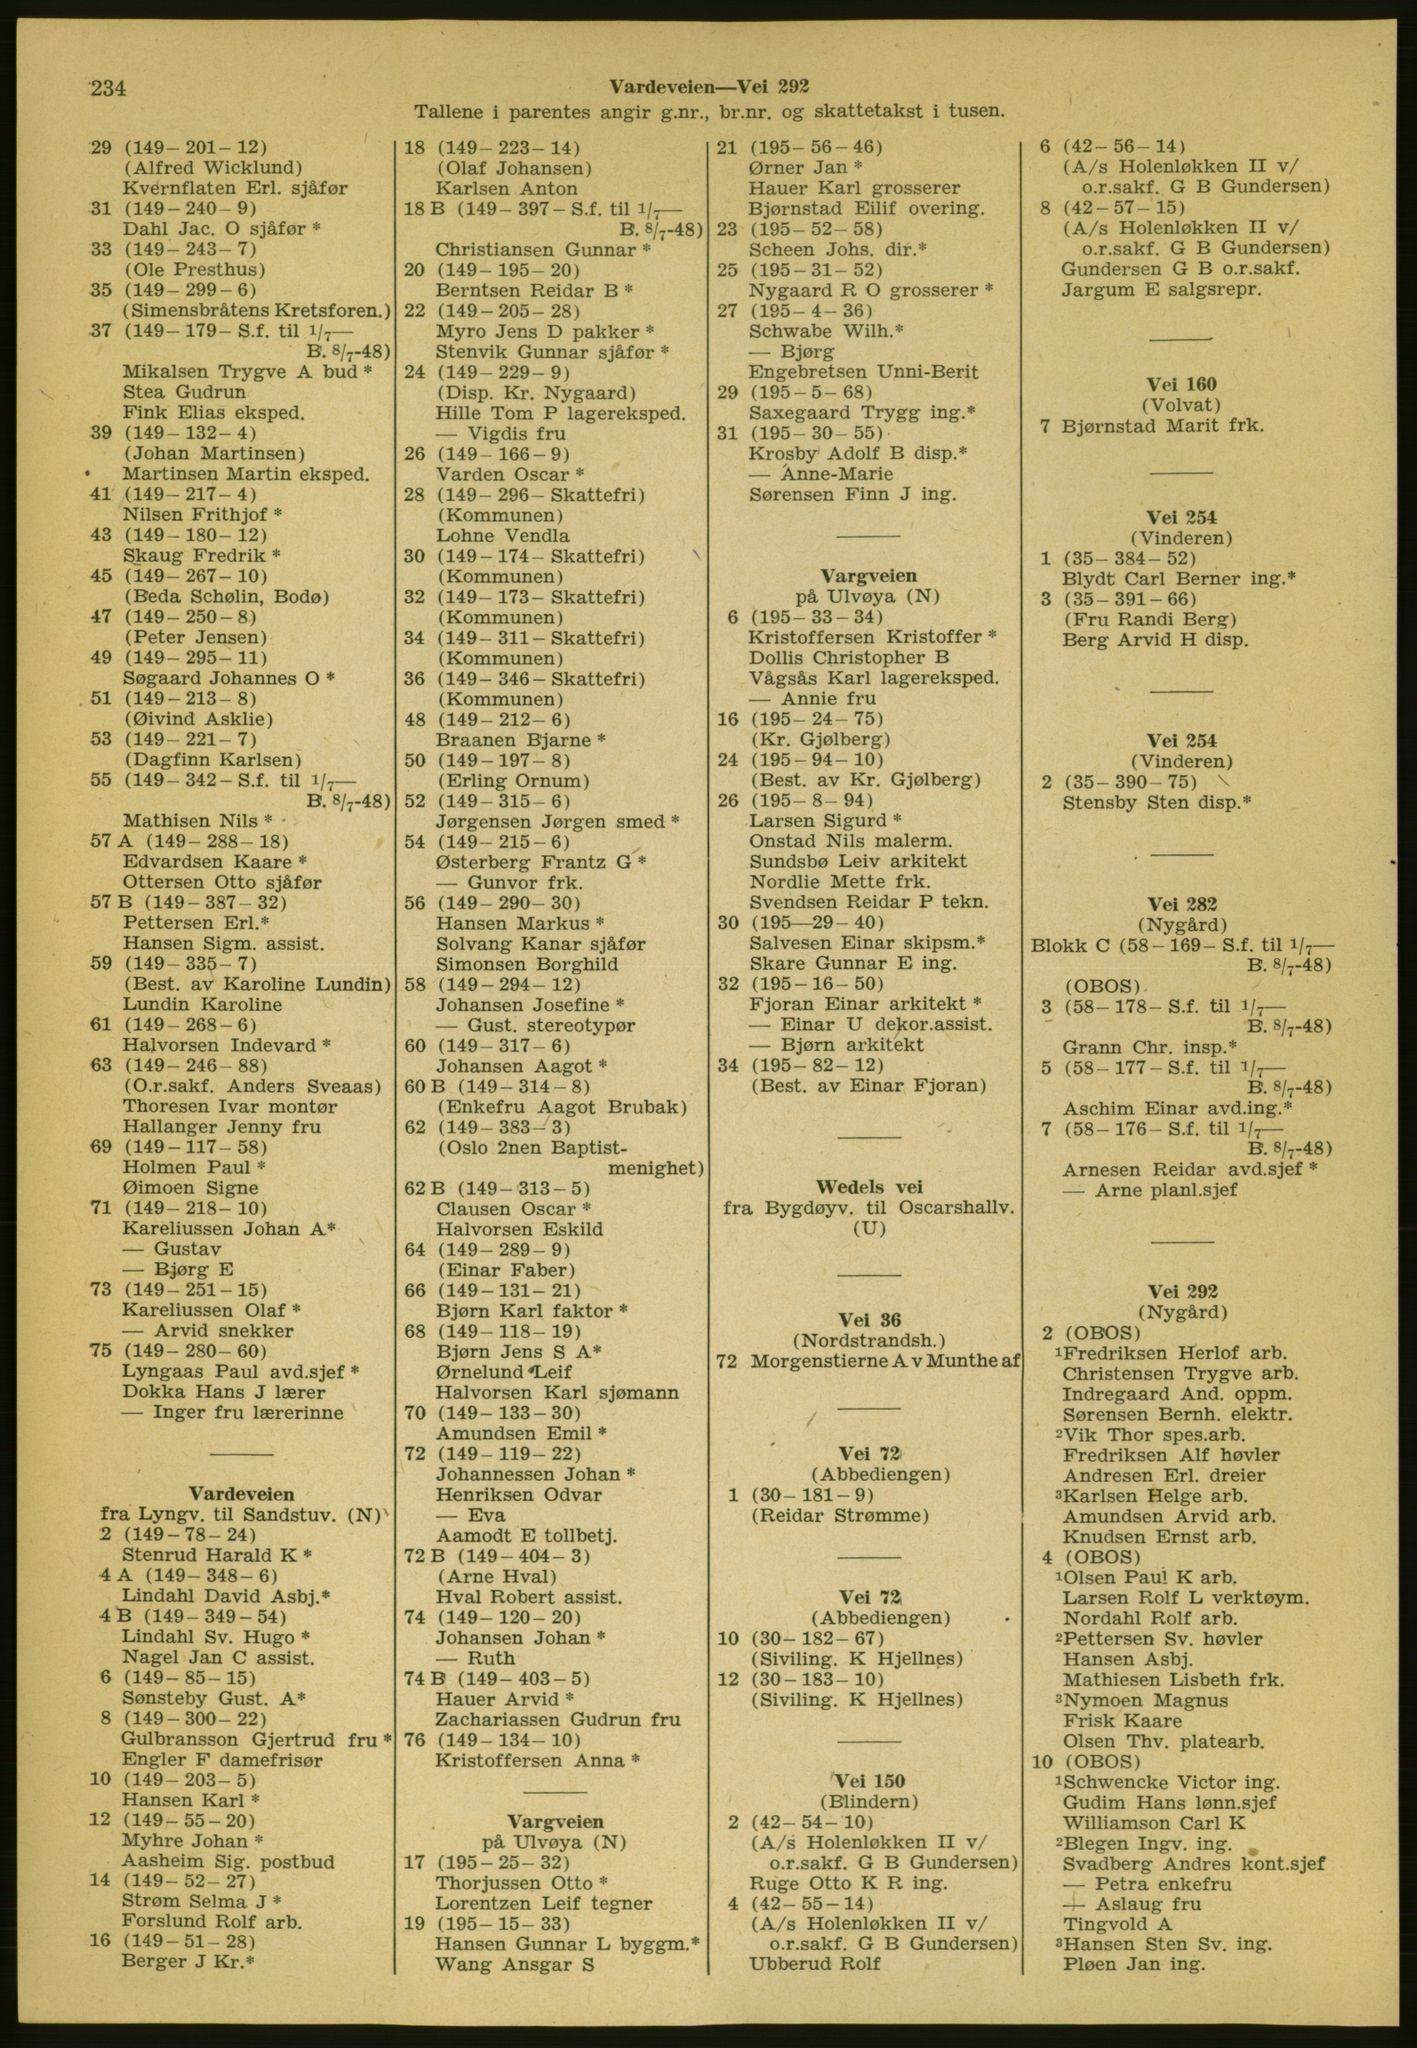 234
Vardeveien—Vei 292
Tallene i parentes angir g.nr., br.nr. og skattetakst i tusen.
29 (149-201-12)
(Alfred Wicklund)
Kvernflaten Erl. sjåfør
31 (149-240-9)
Dahl Jac. O sjåfør *
33 (149-243-7)
(Ole Presthus)
35 (149-299-6)
(Simensbråtens Kretsforen.)
37 (149-179-S.f. til 1/7—
B. 8/7-48)
Mikalsen Trygve A bud *
Stea Gudrun
Fink Elias eksped.
39 (149-132-4)
(Johan Martinsen)
Martinsen Martin eksped.
41 (149-217-4)
Nilsen Frithjof *
43 (149-180-12)
Skaug Fredrik *
45 (149-267-10)
(Beda Schølin, Bodø)
47 (149-250-8)
(Peter Jensen)
49 (149-295-11)
Søgaard Johannes O *
51 (149-213-8)
(Øivind Asklie)
53 (149-221-7)
(Dagfinn Karlsen)
55 (149-342-S.f. til 1/7—
B. 8/7-48)
Mathisen Nils *
57 A (149-288-18)
Edvardsen Kaare *
Ottersen Otto sjåfør
57 B (149-387-32)
Pettersen Erl.*
Hansen Sigm. assist.
59 (149-335-7)
(Best. av Karoline Lundin)
Lundin Karoline
61 (149-268-6)
Halvorsen Indevard *
63 (149-246-88)
(O.r.sakf. Anders Sveaas)
Thoresen Ivar montør
Hallanger Jenny fru
69 (149-117-58)
Holmen Paul *
Øimoen Signe
71 (149-218-10)
Kareliussen Johan A*
— Gustav
— Bjørg E
73 (149-251-15)
Kareliussen Olaf *
— Arvid snekker
75 (149-280-60)
Lyngaas Paul avd.sjef *
Dokka Hans J lærer
— Inger fru lærerinne
Vardeveien
fra Lyngv. til Sandstuv. (N)
2 (149-78-24)
Stenrud Harald K *
4 A (149-348-6)
Lindahl David Asbj.*
4 B (149-349-54)
Lindahl Sv. Hugo *
Nagel Jan C assist.
6 (149-85-15)
Sønsteby Gust. A*
8 (149-300-22)
Gulbransson Gjertrud fru *
Engler F damefrisør
10 (149-203-5)
Hansen Karl *
12 (149-55-20)
Myhre Johan *
Aasheim Sig. postbud
14 (149-52-27)
Strøm Selma J *
Forslund Rolf arb.
16 (149-51-28)
Berger J Kr.*
18 (149-223-14)
(Olaf Johansen)
Karlsen Anton
18 B (149-397-S.f. til 1/7—
B. 8/7-48)
Christiansen Gunnar *
20 (149-195-20)
Berntsen Reidar B *
22 (149-205-28)
Myro Jens D pakker *
Stenvik Gunnar sjåfør *
24 (149-229-9)
(Disp. Kr. Nygaard)
Hille Tom P lagereksped.
— Vigdis fru
26 (149-166-9)
Varden Oscar *
28 (149-296-Skattefri)
(Kommunen)
Lohne Vendla
30 (149-174-Skattefri)
(Kommunen)
32 (149-173-Skattefri)
(Kommunen)
34 (149-311-Skattefri)
(Kommunen)
36 (149-346-Skattefri)
(Kommunen)
48 (149-212-6)
Braanen Bjarne *
50 (149-197-8)
(Erling Ornum)
52 (149-315-6)
Jørgensen Jørgen smed *
54 (149-215-6)
Østerberg Frantz G *
— Gunvor frk.
56 (149-290-30)
Hansen Markus *
Solvang Kanar sjåfør
Simonsen Borghild
58 (149-294-12)
Johansen Josefine *
— Gust. stereotypør
60 (149-317-6)
Johansen Aagot *
60 B (149-314-8)
(Enkefru Aagot Brubak)
62 (149-383-3)
(Oslo 2nen Baptist-
menighet)
62 B (149-313-5)
Clausen Oscar *
Halvorsen Eskild
64 (149-289-9)
(Einar Faber)
66 (149-131-21)
Bjørn Karl faktor *
68 (149-118-19)
Bjørn Jens S A*
Ørnelund Leif
Halvorsen Karl sjømann
70 (149-133-30)
Amundsen Emil *
72 (149-119-22)
Johannessen Johan *
Henriksen Odvar
— Eva
Aamodt E tollbetj.
72 B (149-404-3)
(Arne Hval)
Hval Robert assist.
74 (149-120-20)
Johansen Johan *
— Ruth
74 B (149-403-5)
Hauer Arvid *
Zachariassen Gudrun fru
76 (149-134-10)
Kristoffersen Anna *
Vargveien
på Ulvøya (N)
17 (195-25-32)
Thorjussen Otto *
Lorentzen Leif tegner
19 (195-15-33)
Hansen Gunnar L byggm.*
Wang Ansgar S
21 (195-56-46)
Ørner Jan *
Hauer Karl grosserer
Bjørnstad Eilif overing.
23 (195-52-58)
Scheen Johs. dir.*
25 (195-31-52)
Nygaard R O grosserer *
27 (195-4-36)
Schwabe Wilh.*
— Bjørg
Engebretsen Unni-Berit
29 (195-5-68)
Saxegaard Trygg ing.*
31 (195-30-55)
Krosby Adolf B disp.*
— Anne-Marie
Sørensen Finn J ing.
Vargveien
på Ulvøya (N)
6 (195-33-34)
Kristoffersen Kristoffer *
Dollis Christopher B
Vågsås Karl lagereksped.
— Annie fru
16 (195-24-75)
(Kr. Gjølberg)
24 (195-94-10)
(Best. av Kr. Gjølberg)
26 (195-8-94)
Larsen Sigurd *
Onstad Nils malerm.
Sundsbø Leiv arkitekt
Nordlie Mette frk.
Svendsen Reidar P tekn.
30 (195—29-40)
Salvesen Einar skipsm.*
Skare Gunnar E ing.
32 (195-16-50)
Fjoran Einar arkitekt *
— Einar U dekor.assist.
— Bjørn arkitekt
34 (195-82-12)
(Best. av Einar Fjoran)
Wedels vei
fra Bygdøyv. til Oscarshallv.
(U)
Vei 36
(Nordstrandsh.)
72 Morgenstierne A v Munthe af
Vei 72
(Abbediengen)
1 (30-181-9)
(Reidar Strømme)
Vei 72
(Abbediengen)
10 (30-182-67)
(Siviling. K Hjellnes)
12 (30-183-10)
(Siviling. K Hjellnes)
Vei 150
(Blindern)
2 (42-54-10)
(A/s Holenløkken II v/
o.r.sakf. G B Gundersen)
Ruge Otto K R ing.
4 (42-55-14)
(A/s Holenløkken II v/
o.r.sakf. G B Gundersen)
Ubberud Rolf
6 (42-56-14)
(A/s Holenløkken II v/
o.r.sakf. G B Gundersen)
8 (42-57-15)
(A/s Holenløkken II v/
o.r.sakf. G B Gundersen)
Gundersen G B o.r.sakf.
Jargum E salgsrepr.
Vei 160
(Volvat)
7 Bjørnstad Marit frk.
Vei 254
(Vinderen)
1 (35-384-52)
Blydt Carl Berner ing.*
3 (35-391-66)
(Fru Randi Berg)
Berg Arvid H disp.
Vei 254
(Vinderen)
2 (35-390-75)
Stensby Sten disp.*
Vei 282
(Nygård)
Blokk C (58-169-S.f. til 1/7—
B. 8/7-48)
(OBOS)
3 (58-178-S.f. til 1/7—
B. 8/7-48)
Grann Chr. insp.*
5 (58-177-S.f. til 1/7—
B. 8/7-48)
Aschim Einar avd.ing.*
7 (58-176-S.f. til 1/7—
B. 8/7-48)
Arnesen Reidar avd.sjef *
— Arne planl.sjef
Vei 292
(Nygård)
2 (OBOS)
1Fredriksen Herlof arb.
Christensen Trygve arb.
Indregaard And. oppm.
Sørensen Bernh. elektr.
2Vik Thor spes.arb.
Fredriksen Alf høvler
Andresen Erl. dreier
3Karlsen Helge arb.
Amundsen Arvid arb.
Knudsen Ernst arb.
4 (OBOS)
1Olsen Paul K arb.
Larsen Rolf L verktøym.
Nordahl Rolf arb.
2Pettersen Sv. høvler
Hansen Asbj.
Mathiesen Lisbeth frk.
3Nymoen Magnus
Frisk Kaare
Olsen Thv. platearb.
10 (OBOS)
1Schwencke Victor ing.
Gudim Hans lønn.sjef
Williamson Carl K
2Blegen Ingv. ing.
Svadberg Andres kont.sjef
— Petra enkefru
— Aslaug fru
Tingvold A
3Hansen Sten Sv. ing.
Pløen Jan ing.